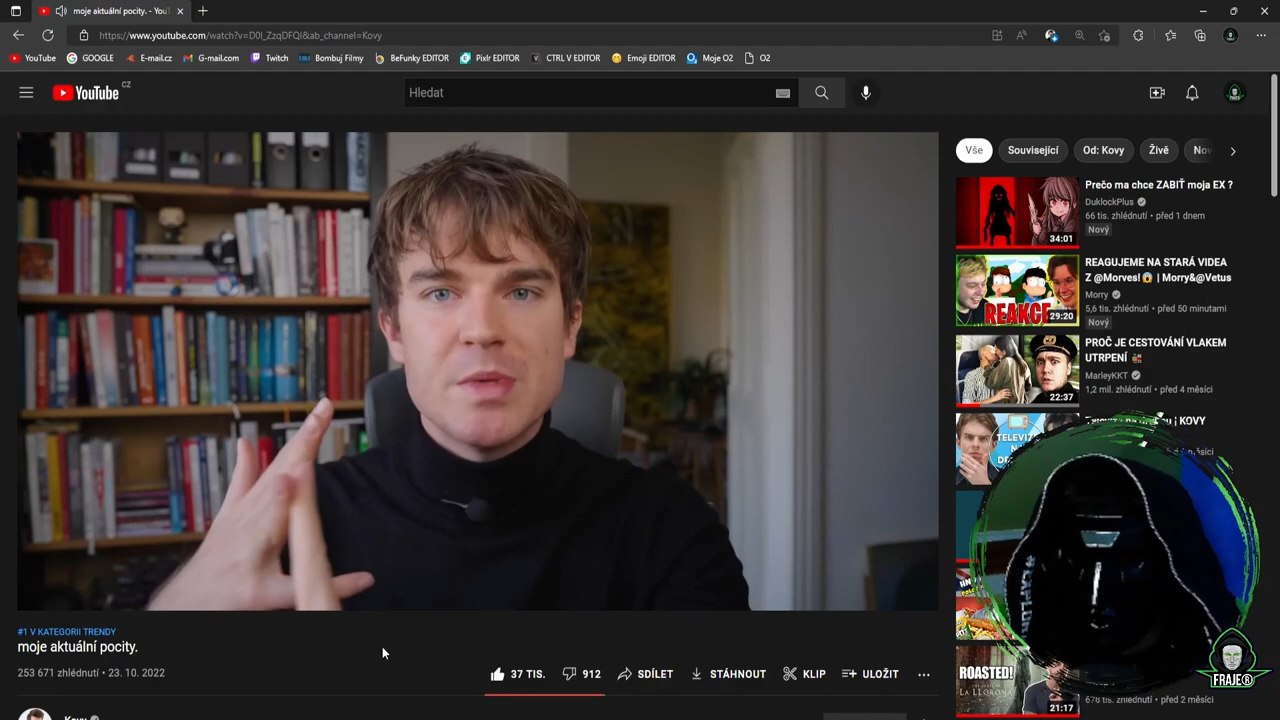 moje aktuální pocity. - YouT
https://www.youtube.com/watch?v=D0l_ZzqDFQI&ab_channel=Kovy
YouTube
GOOGLE
E-mail.cz
G-mail.com
Twitch
Bombuj Filmy
BeFunky EDITOR
Pixlr EDITOR
CTRL V EDITOR
Emoji EDITOR
Moje O2
O2
YouTube CZ
Hledat
Vše
Související
Od: Kovy
Živě
Nov
Prečo ma chce ZABIŤ moja EX ?
DuklockPlus
66 tis. zhlédnutí • před 1 dnem
Nový
34:01
REAGUJEME NA STARÁ VIDEA
Z @Morves!😱 | Morry&@Vetus
Morry
5,6 tis. zhlédnutí • před 50 minutami
Nový
REAKCE
29:20
PROČ JE CESTOVÁNÍ VLAKEM
UTRPENÍ 🚂
MarleyKKT
1,2 mil. zhlédnutí • před 4 měsíci
22:37
KOVY
ROASTED!
LA LLORONA
678 tis. zhlédnutí • před 2 měsíci
21:17
FRAJE®
#1 V KATEGORII TRENDY
moje aktuální pocity.
253 671 zhlédnutí • 23. 10. 2022
37 TIS.
912
SDÍLET
STÁHNOUT
KLIP
ULOŽIT
Kovy